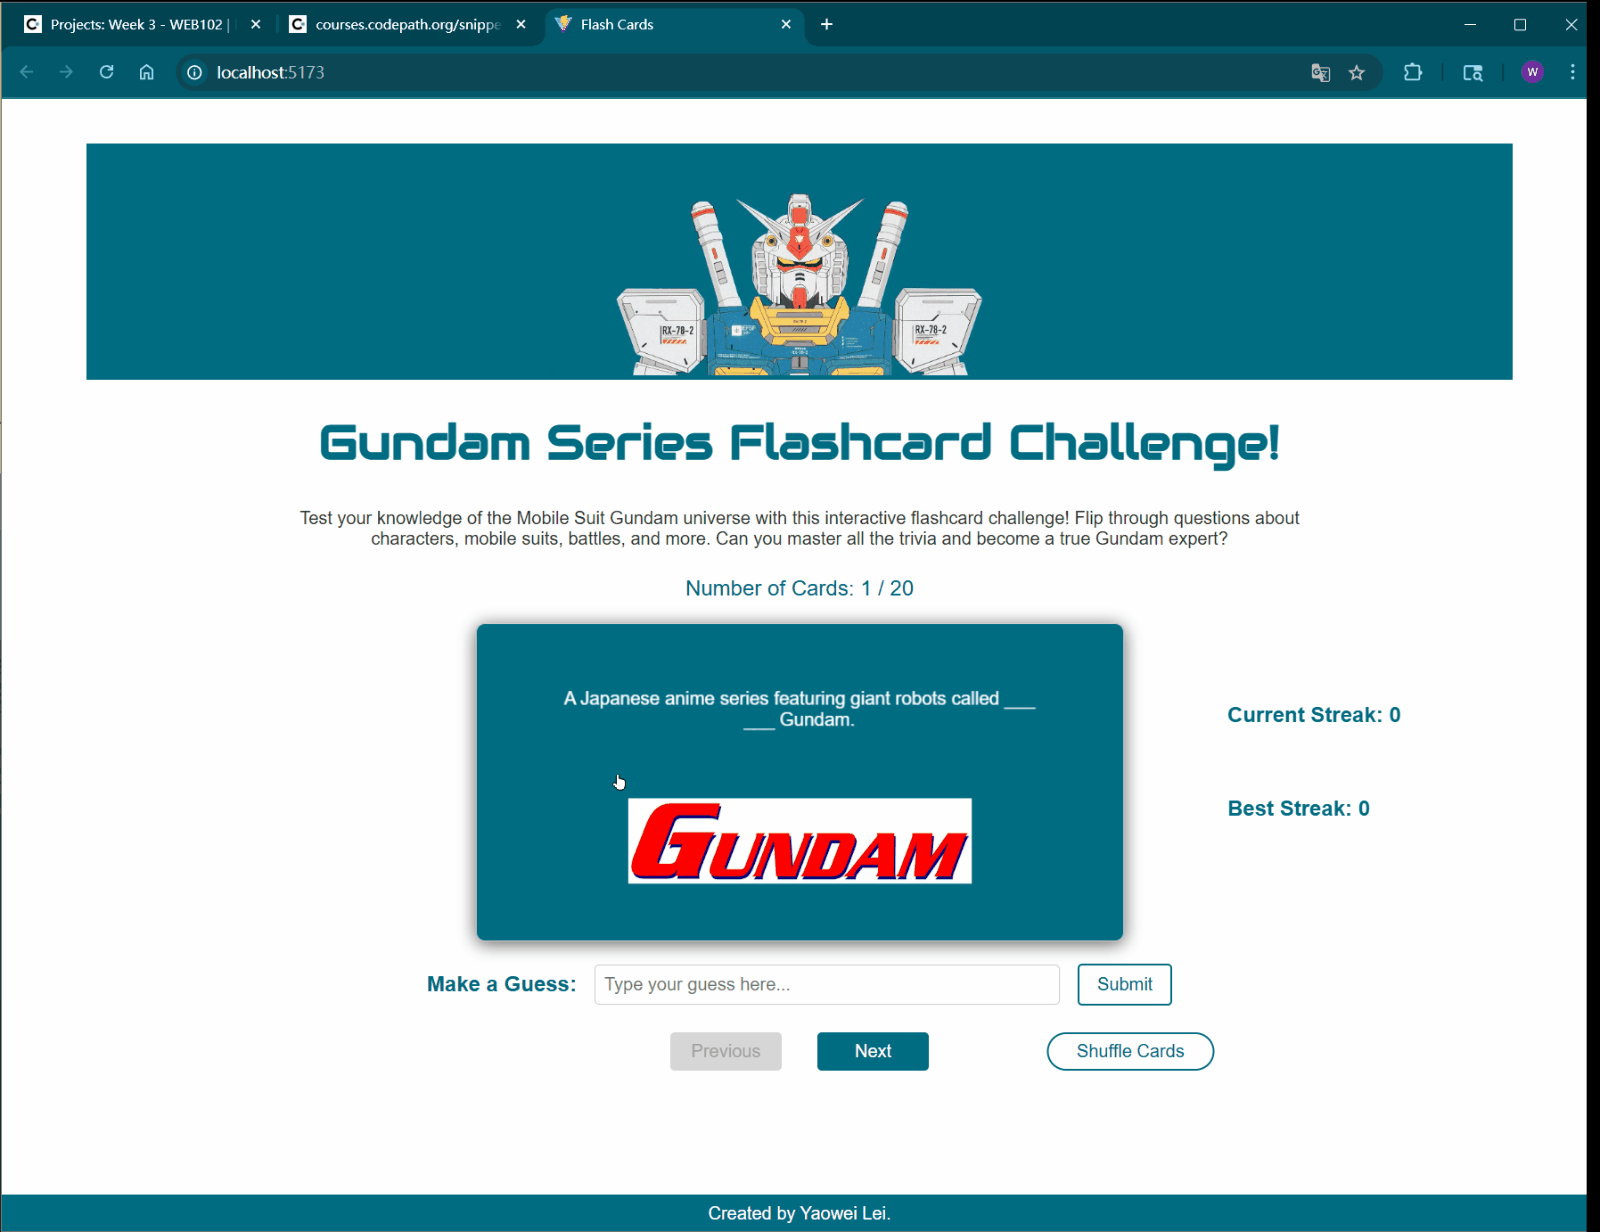 Projects: Week 3 - WEB102 |
courses.codepath.org/snippe
Flash Cards
localhost:5173
W
RX-78-2
RX-78-2
Gundam Series Flashcard Challenge!
Test your knowledge of the Mobile Suit Gundam universe with this interactive flashcard challenge! Flip through questions about
characters, mobile suits, battles, and more. Can you master all the trivia and become a true Gundam expert?
Number of Cards: 1 / 20
A Japanese anime series featuring giant robots called ___
___ Gundam.
GUNDAM
Current Streak: 0
Best Streak: 0
Make a Guess:
Type your guess here...
Submit
Previous
Next
Shuffle Cards
Created by Yaowei Lei.